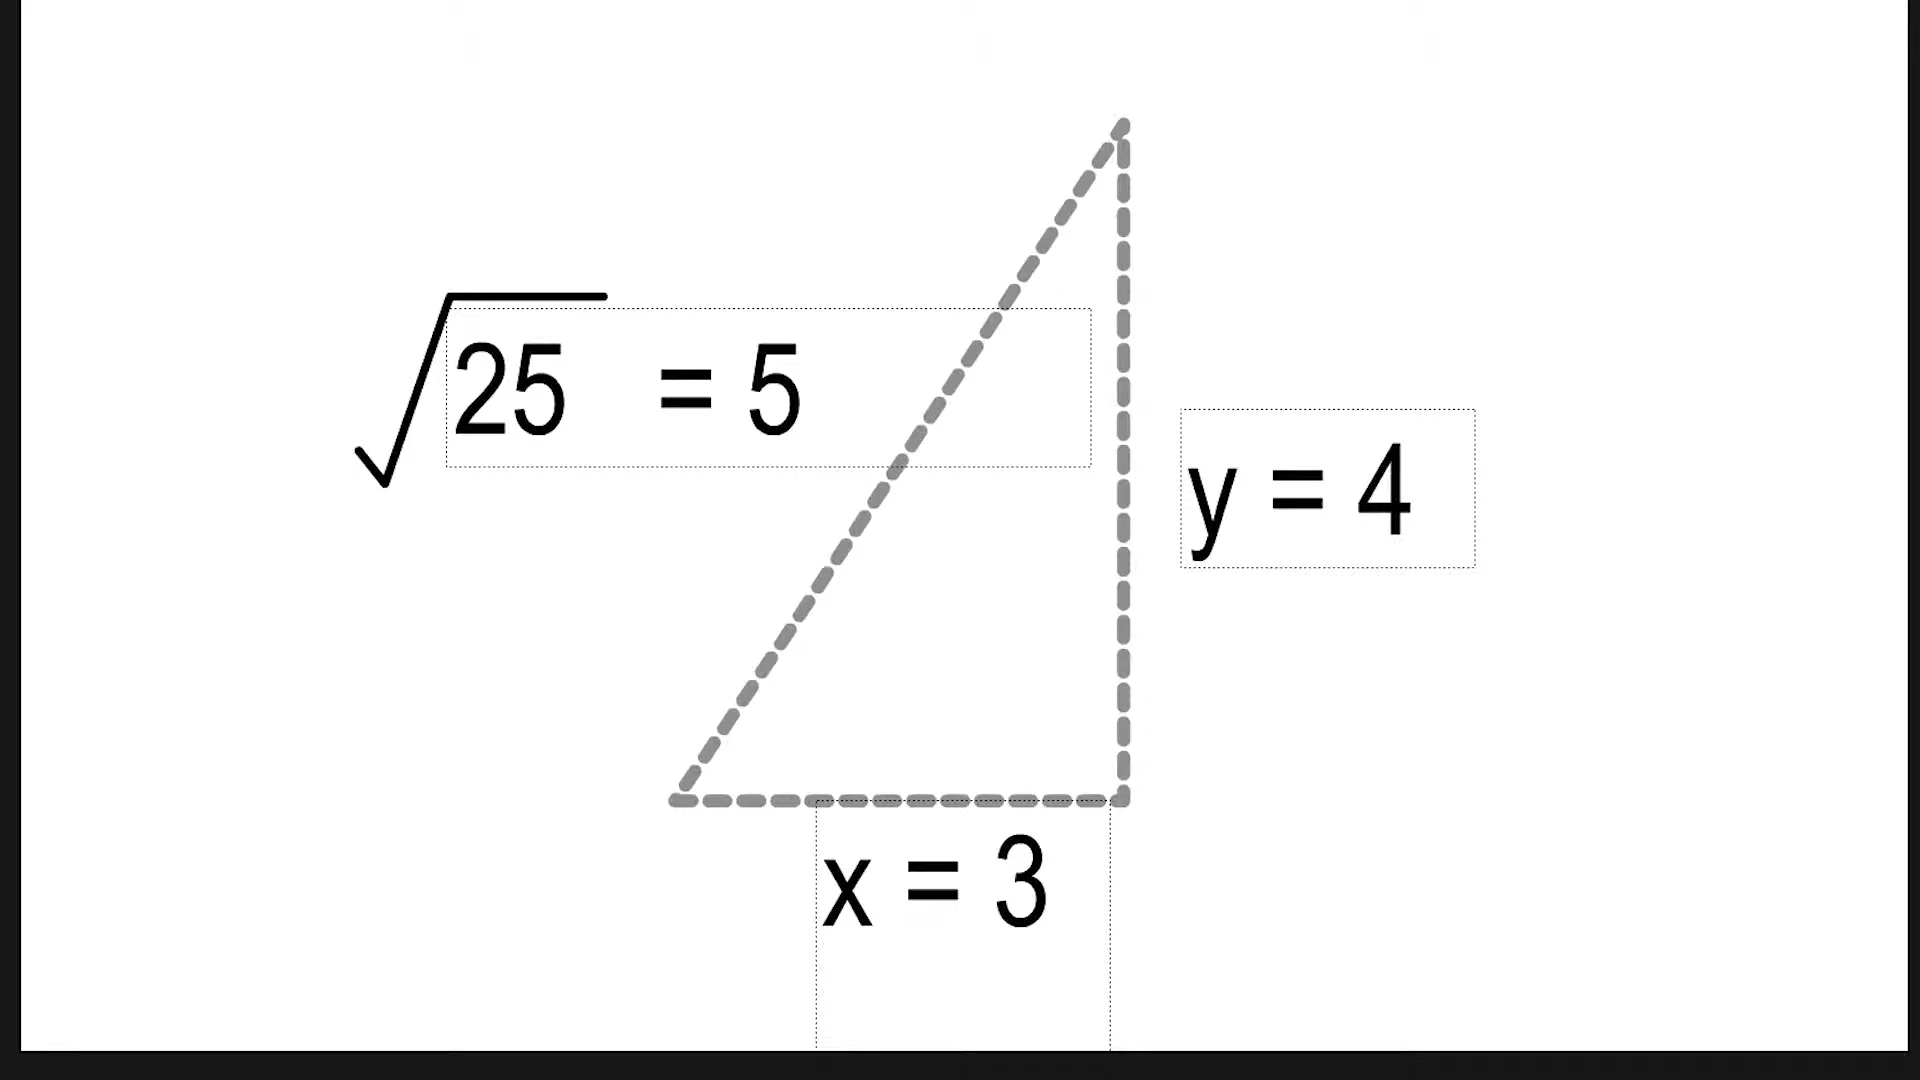 √25 = 5
y = 4
x = 3